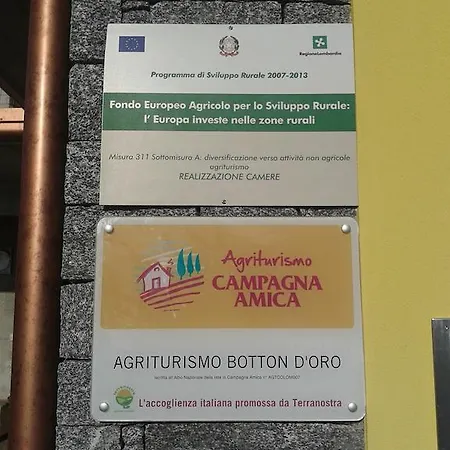 RegioneLombardia
Programma di Sviluppo Rurale 2007-2013
Fondo Europeo Agricolo per lo Sviluppo Rurale:
l' Europa investe nelle zone rurali
Misura 311 Sottomisura A: diversificazione verso attività non agricole
agriturismo
REALIZZAZIONE CAMERE
Agriturismo
CAMPAGNA
AMICA
AGRITURISMO BOTTON D'ORO
L'accoglienza italiana promossa da Terranostra